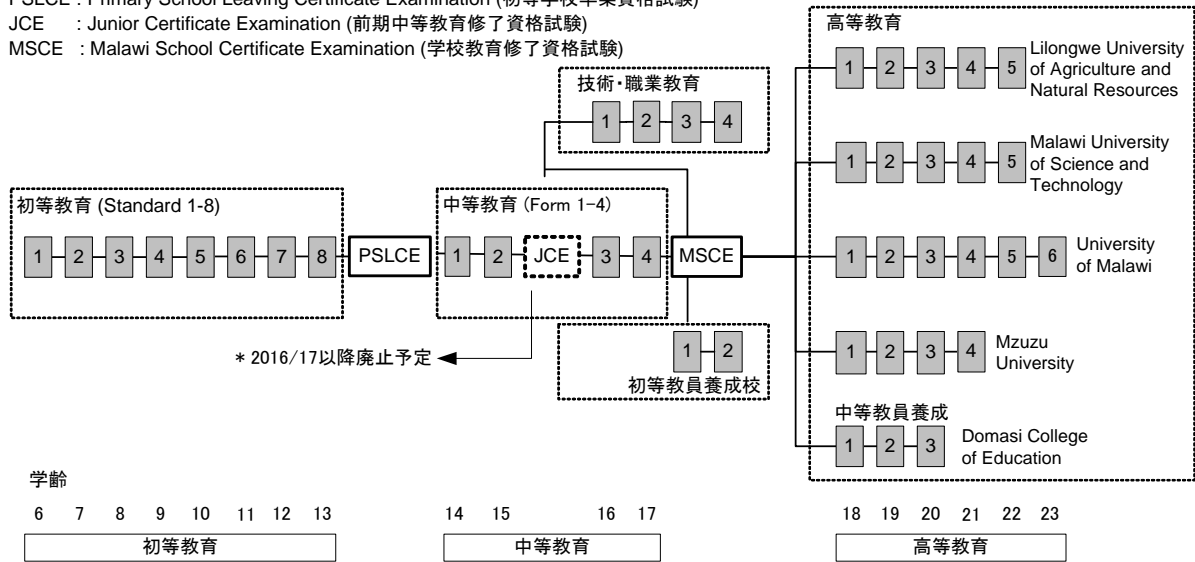 PSLCE : Primary School Leaving Certificate Examination (初等学校卒業資格試験)
JCE : Junior Certificate Examination (前期中等教育修了資格試験)
MSCE : Malawi School Certificate Examination (学校教育修了資格試験)
技術・職業教育
1 2 3 4
高等教育
1 2 3 4 5
Lilongwe University
of Agriculture and
Natural Resources
1 2 3 4 5
Malawi University
of Science and
Technology
初等教育 (Standard 1-8)
1 2 3 4 5 6 7 8
PSLCE
中等教育 (Form 1-4)
1 2 JCE 3 4
MSCE
1 2 3 4 5 6
University
of Malawi
* 2016/17以降廃止予定
1 2
初等教員養成校
1 2 3 4
Mzuzu
University
中等教員養成
1 2 3
Domasi College
of Education
学齢
6 7 8 9 10 11 12 13 14 15 16 17 18 19 20 21 22 23
初等教育 中等教育 高等教育